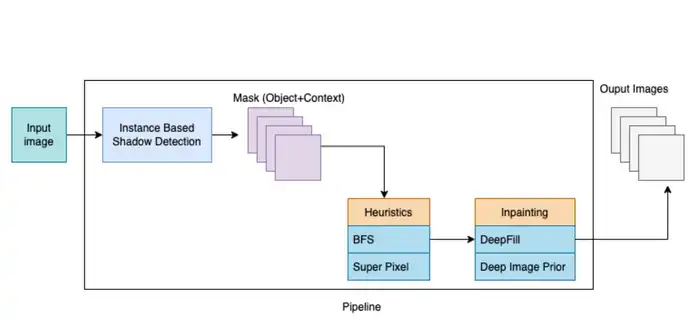 Ouput Images
Mask (Object+Context)
Input
image
Instance Based
Shadow Detection
Heuristics
BFS
Super Pixel
Inpainting
DeepFill
Deep Image Prior
Pipeline